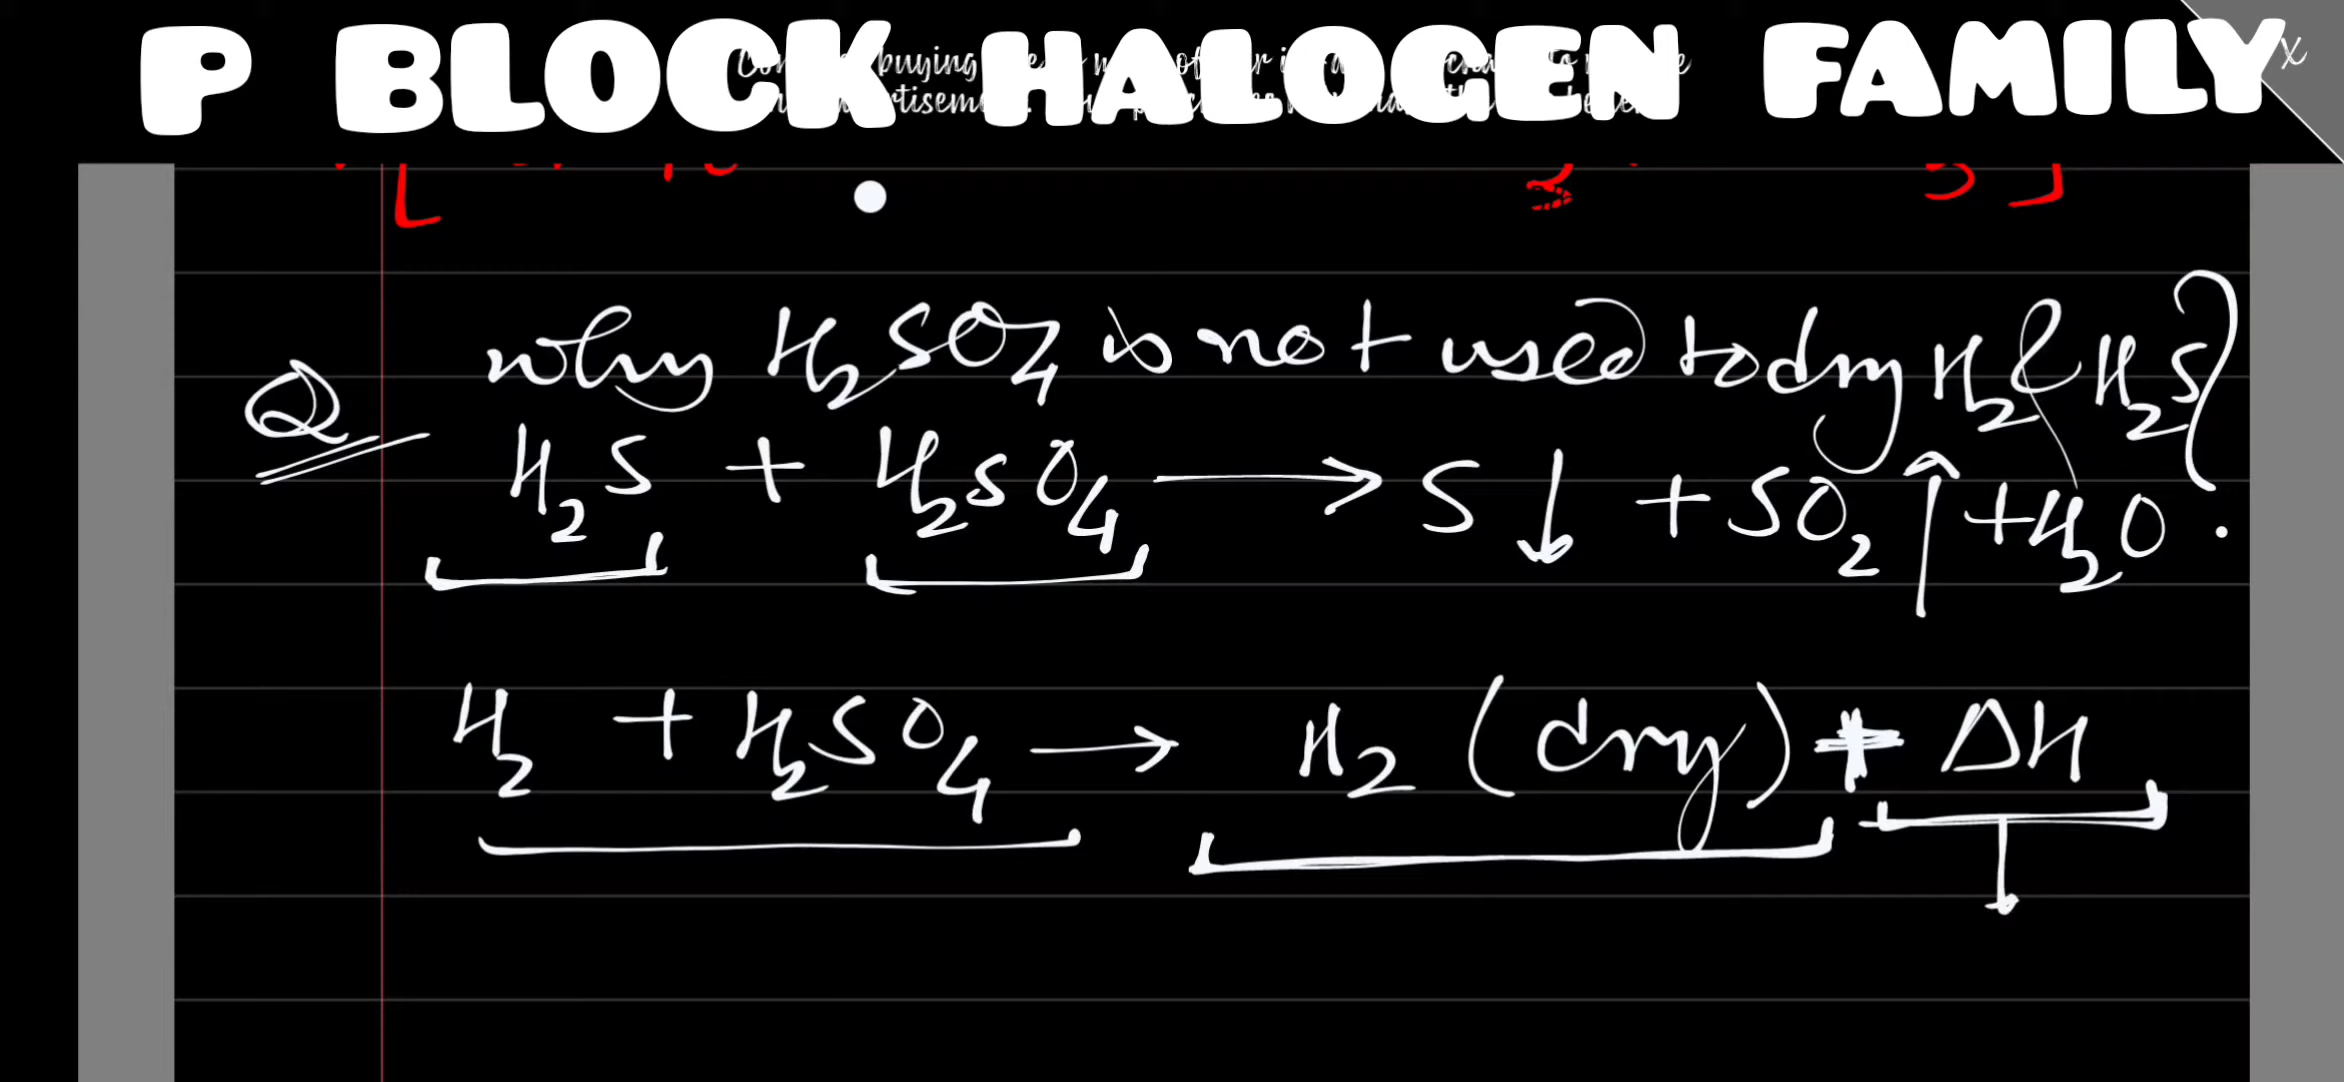 P BLOCK HALOGEN FAMILY
Q why H₂SO₄ is not used to dry H₂ & H₂S?
H₂S + H₂SO₄ → S ↓ + SO₂ ↑ + H₂O .
H₂ + H₂SO₄ → H₂ (dry) + ΔH